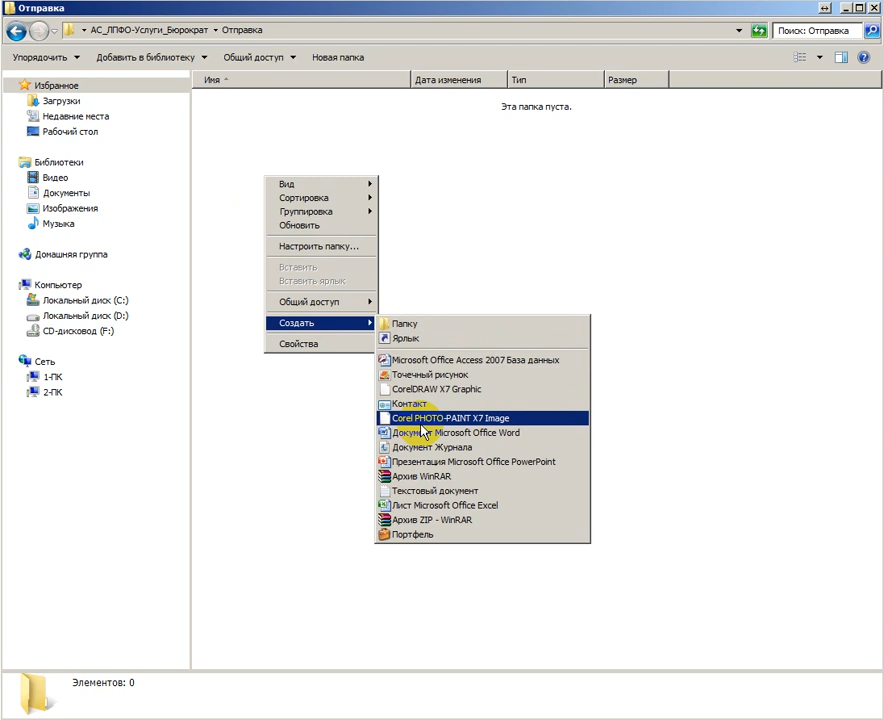 Отправка
АС_ЛПФО-Услуги_Бюрократ
Отправка
Поиск: Отправка
Упорядочить
Добавить в библиотеку
Общий доступ
Новая папка
Избранное
Загрузки
Недавние места
Рабочий стол
Библиотеки
Видео
Документы
Изображения
Музыка
Домашняя группа
Компьютер
Локальный диск (C:)
Локальный диск (D:)
CD-дисковод (F:)
Сеть
1-ПК
2-ПК
Имя
Дата изменения
Тип
Размер
Эта папка пуста.
Вид
Сортировка
Группировка
Обновить
Настроить папку...
Вставить
Вставить ярлык
Общий доступ
Создать
Свойства
Папку
Ярлык
Microsoft Office Access 2007 База данных
Точечный рисунок
CorelDRAW X7 Graphic
Контакт
Corel PHOTO-PAINT X7 Image
Документ Microsoft Office Word
Документ Журнала
Презентация Microsoft Office PowerPoint
Архив WinRAR
Текстовый документ
Лист Microsoft Office Excel
Архив ZIP - WinRAR
Портфель
Элементов: 0